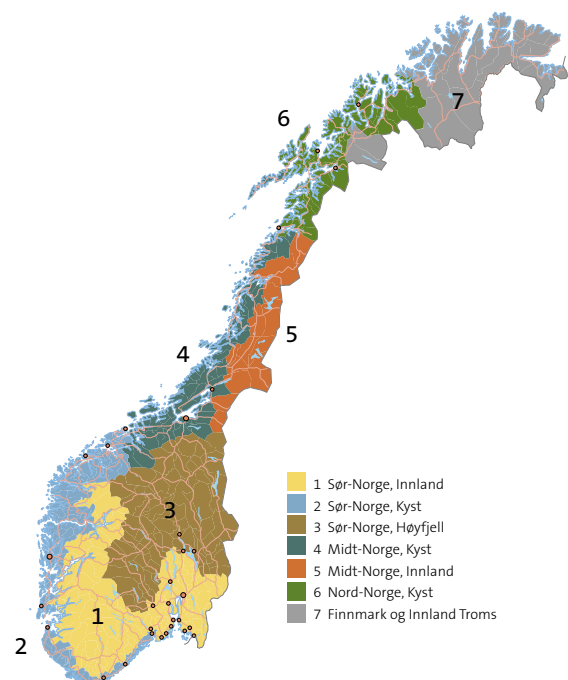 7
6
5
4
3
1
2
1 Sør-Norge, Innland
2 Sør-Norge, Kyst
3 Sør-Norge, Høyfjell
4 Midt-Norge, Kyst
5 Midt-Norge, Innland
6 Nord-Norge, Kyst
7 Finnmark og Innland Troms